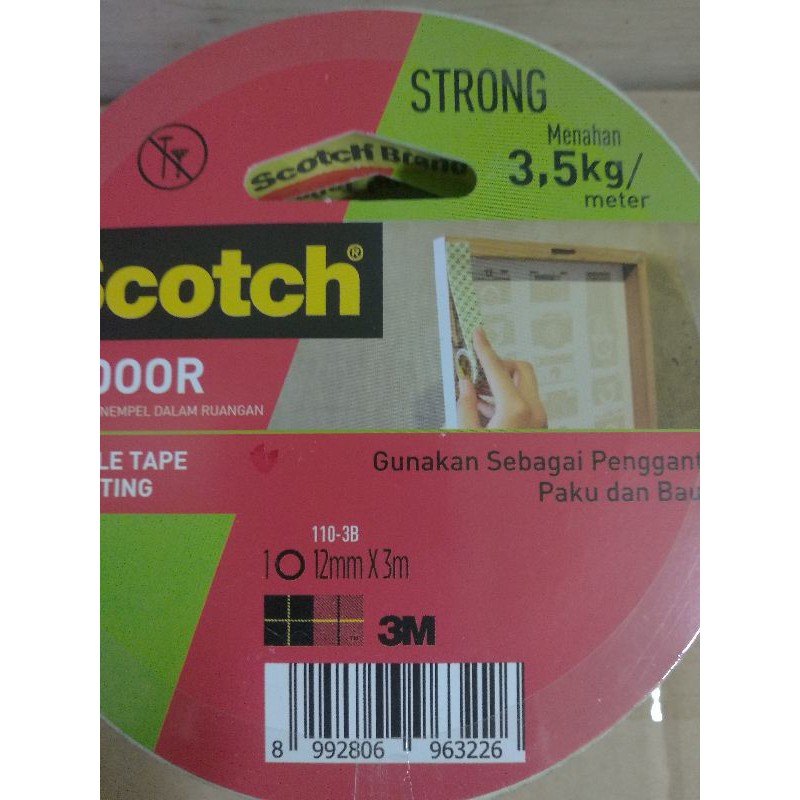 STRONG
Menahan
3,5kg/
meter
Scotch Brand
Scotch®
DOOR
NEMPEL DALAM RUANGAN
LE TAPE
TING
Gunakan Sebagai Penggant
Paku dan Bau
110-3B
1 O 12mm X 3m
3M
8 992806 963226